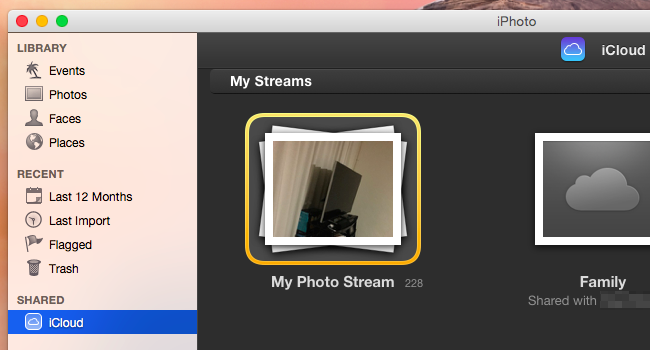 iPhoto
LIBRARY
Events
Photos
Faces
Places
RECENT
Last 12 Months
Last Import
Flagged
Trash
SHARED
iCloud
iCloud
My Streams
My Photo Stream 228
Family
Shared with